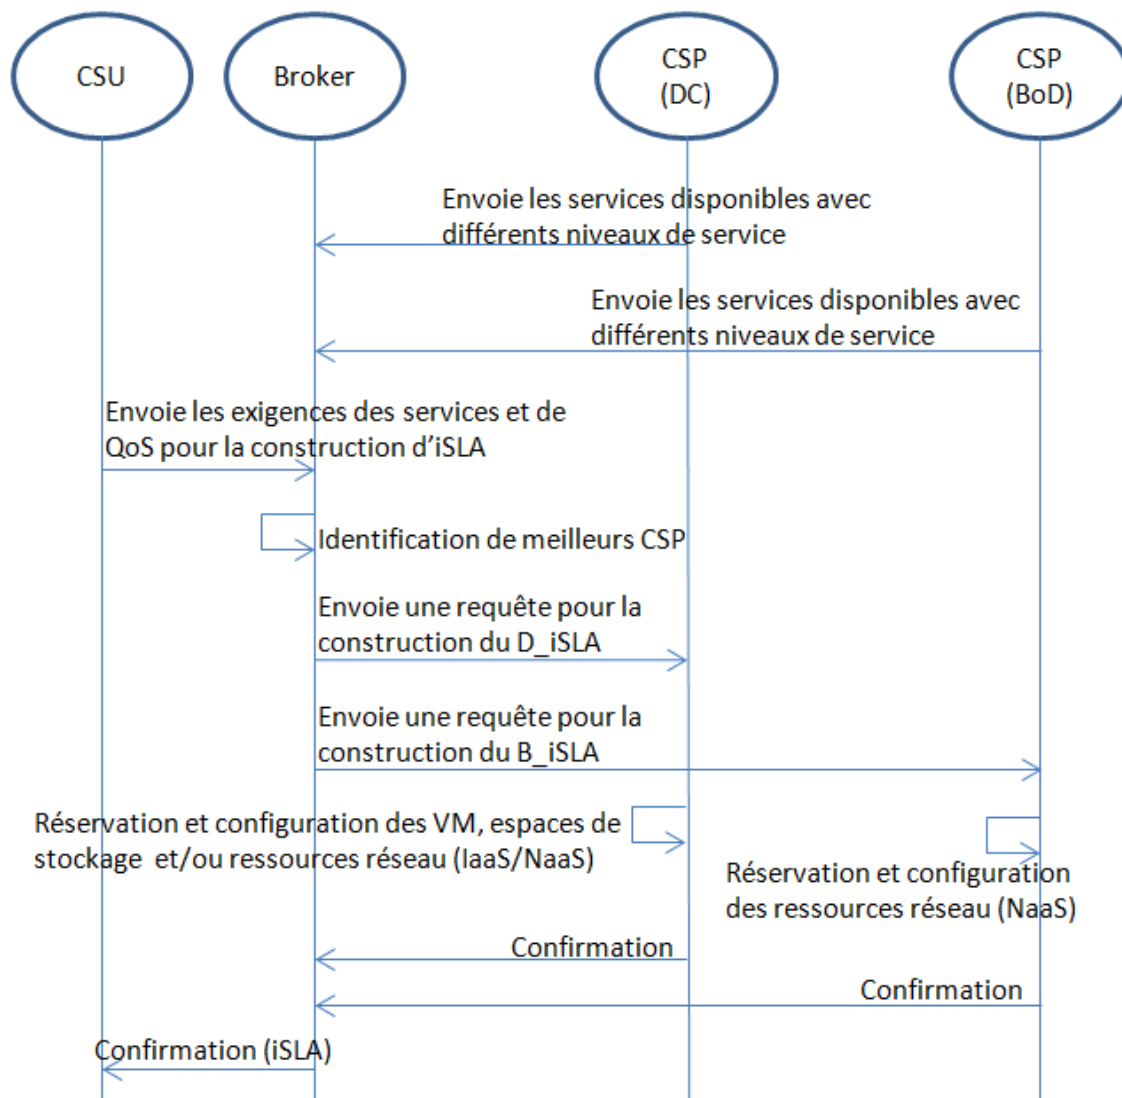 CSU
Broker
CSP
(DC)
CSP
(BoD)
Envoie les services disponibles avec
différents niveaux de service
Envoie les services disponibles avec
différents niveaux de service
Envoie les exigences des services et de
QoS pour la construction d’iSLA
Identification de meilleurs CSP
Envoie une requête pour la
construction du D_iSLA
Envoie une requête pour la
construction du B_iSLA
Réservation et configuration des VM, espaces de
stockage et/ou ressources réseau (IaaS/NaaS)
Réservation et configuration
des ressources réseau (NaaS)
Confirmation
Confirmation
Confirmation (iSLA)